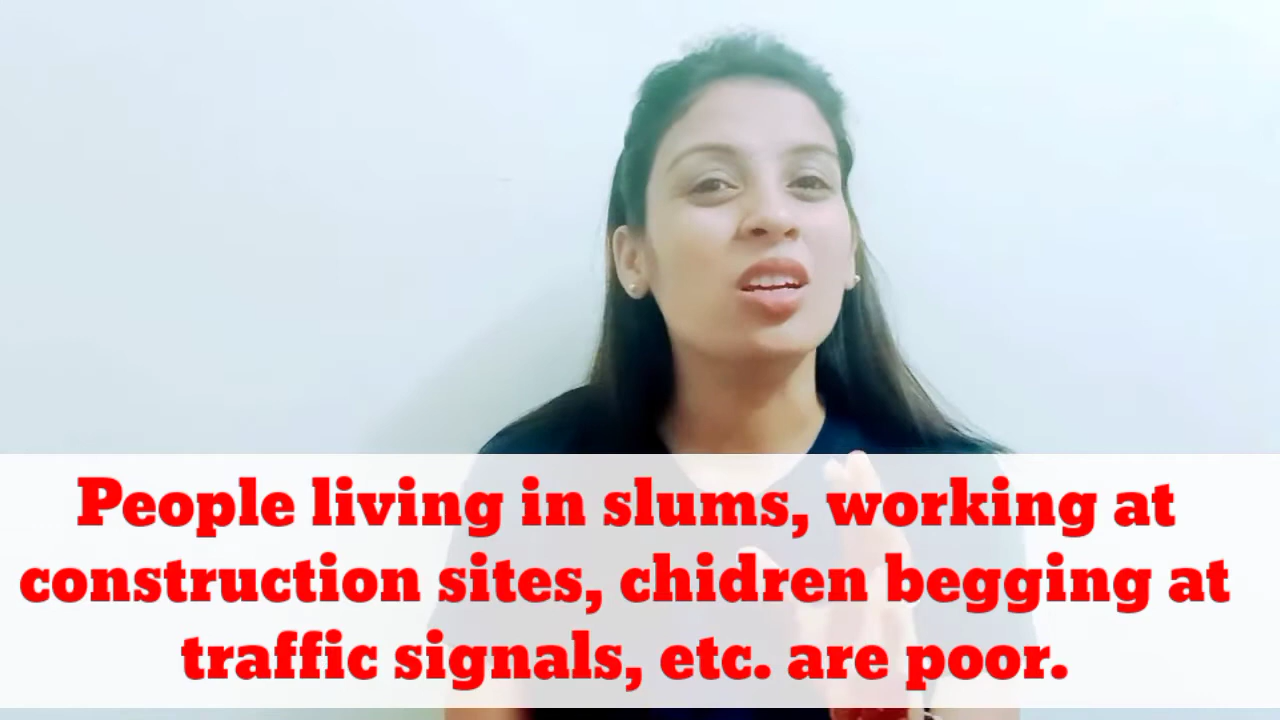 People living in slums, working at
construction sites, chidren begging at
traffic signals, etc. are poor.